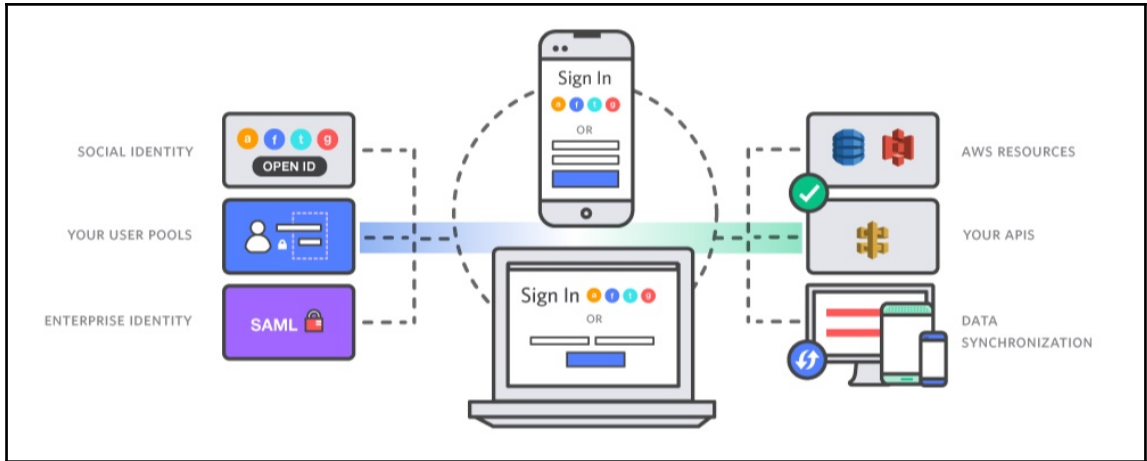 SOCIAL IDENTITY
a f t g
OPEN ID
YOUR USER POOLS
ENTERPRISE IDENTITY
SAML
Sign In
a f t g
OR
Sign In a f t g
OR
AWS RESOURCES
YOUR APIS
DATA
SYNCHRONIZATION